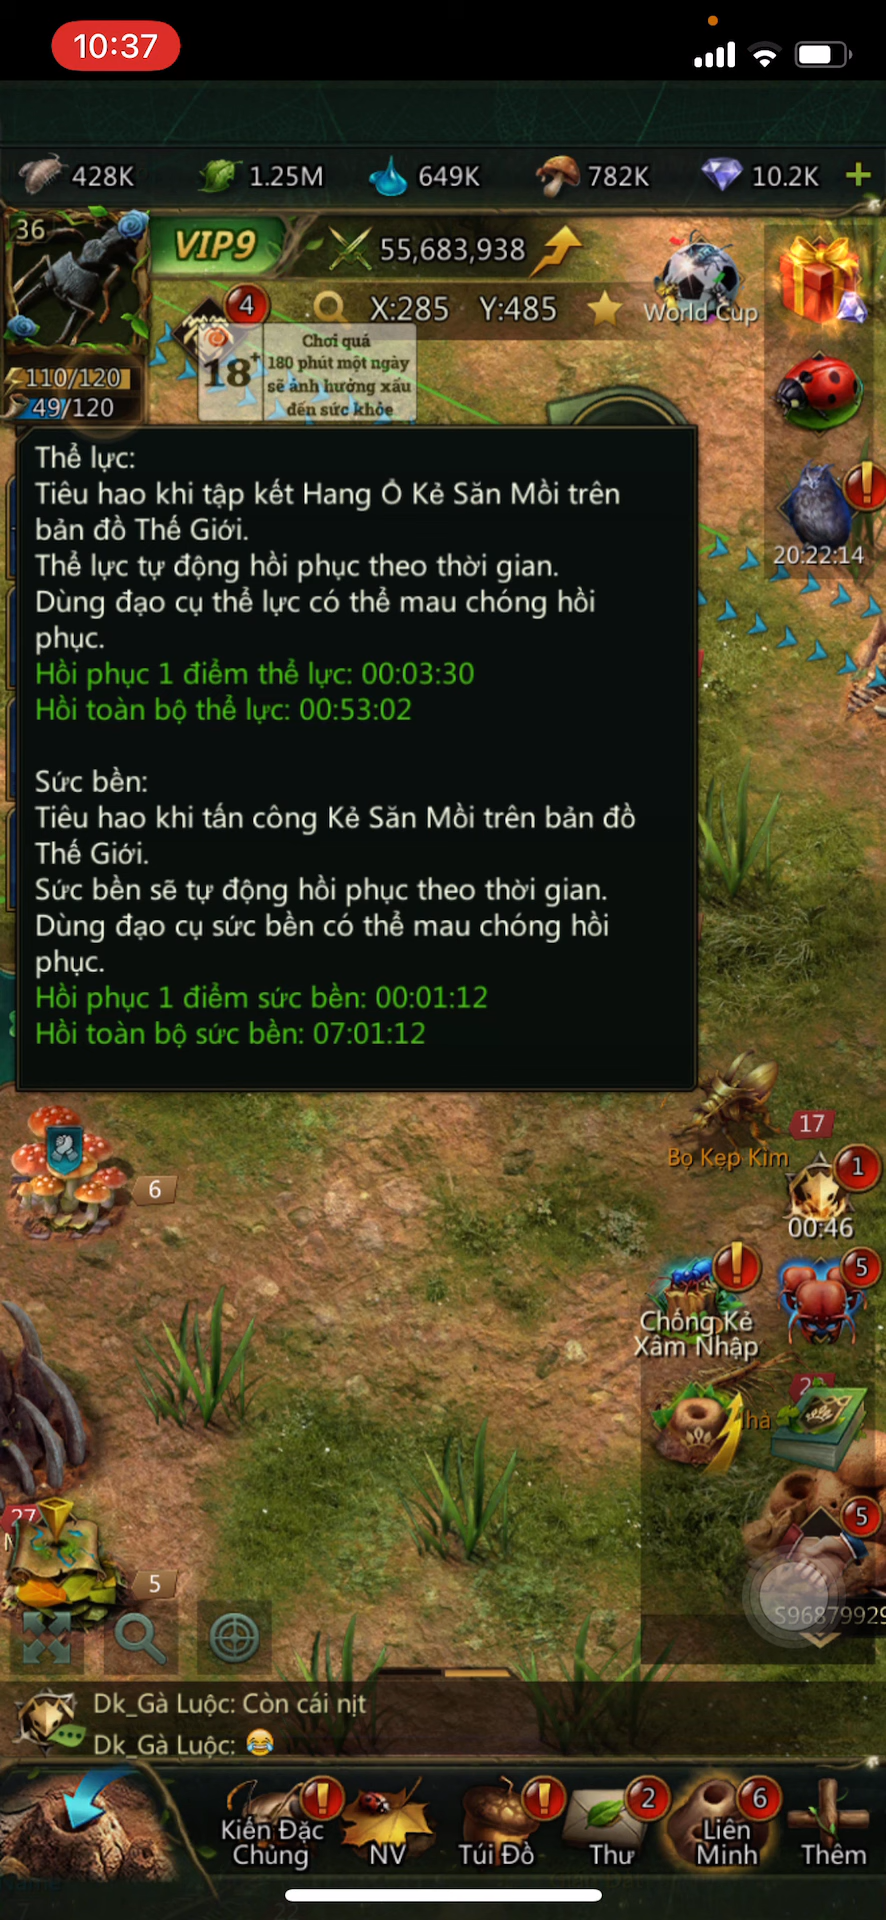 10:37
428K 1.25M 649K 782K 10.2K +
36
VIP9 55,683,938
4 X:285 Y:485 World Cup
18+
Chơi quá
180 phút một ngày
sẽ ảnh hưởng xấu
đến sức khỏe
110/120
49/120
20:22:14
Thể lực:
Tiêu hao khi tập kết Hang Ổ Kẻ Săn Mồi trên
bản đồ Thế Giới.
Thể lực tự động hồi phục theo thời gian.
Dùng đạo cụ thể lực có thể mau chóng hồi
phục.
Hồi phục 1 điểm thể lực: 00:03:30
Hồi toàn bộ thể lực: 00:53:02
Sức bền:
Tiêu hao khi tấn công Kẻ Săn Mồi trên bản đồ
Thế Giới.
Sức bền sẽ tự động hồi phục theo thời gian.
Dùng đạo cụ sức bền có thể mau chóng hồi
phục.
Hồi phục 1 điểm sức bền: 00:01:12
Hồi toàn bộ sức bền: 07:01:12
17
Bọ Kẹp Kìm
1
6
00:46
5
Chống Kẻ
Xâm Nhập
27
5
5
S96879929
Dk_Gà Luộc: Còn cái nịt
Dk_Gà Luộc: 😂
2 6
Kiến Đặc
Chủng
NV
Túi Đồ
Thư
Liên
Minh
Thêm